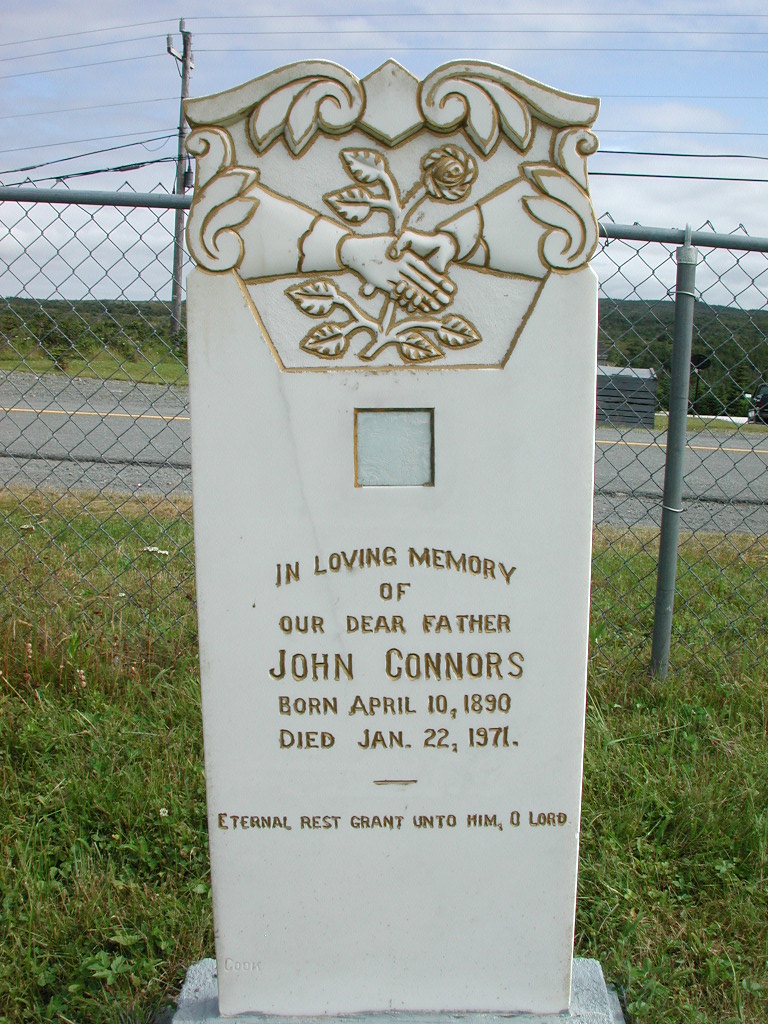 IN LOVING MEMORY
OF
OUR DEAR FATHER
JOHN CONNORS
BORN APRIL 10, 1890
DIED JAN. 22, 1971.
ETERNAL REST GRANT UNTO HIM, O LORD
COOK